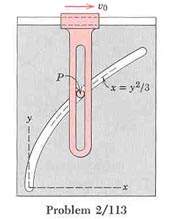 v₀
P
x = y²/3
y
x
Problem 2/113